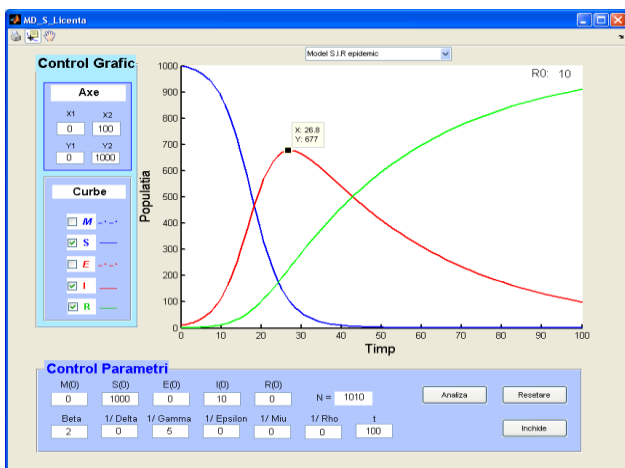 MD_S_Licenta
Control Grafic
Axe
X1 X2
0 100
Y1 Y2
0 1000
Curbe
M
S
E
I
R
Model S.I.R epidemic
R0: 10
X: 26.8
Y: 677
Populatia
1000
900
800
700
600
500
400
300
200
100
0
0 10 20 30 40 50 60 70 80 90 100
Timp
Control Parametri
M(0) S(0) E(0) I(0) R(0)
0 1000 0 10 0 N = 1010
Beta 1/ Delta 1/ Gamma 1/ Epsilon 1/ Miu 1/ Rho t
2 0 5 0 0 0 100
Analiza Resetare
Inchide